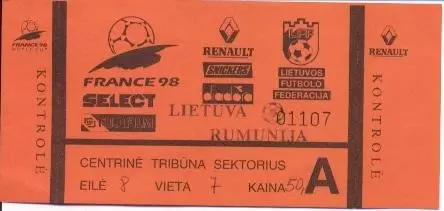 FRANCE 98
KONTROLĖ
FRANCE 98
SELECT
FUJIFILM
RENAULT
SNICKERS
diadora
LFF
LIETUVOS
FUTBOLO
FEDERACIJA
LIETUVA
RUMUNIJA
01107
CENTRINĖ TRIBŪNA SEKTORIUS A
EILĖ 8 VIETA 7 KAINA 50,
RENAULT
KONTROLĖ